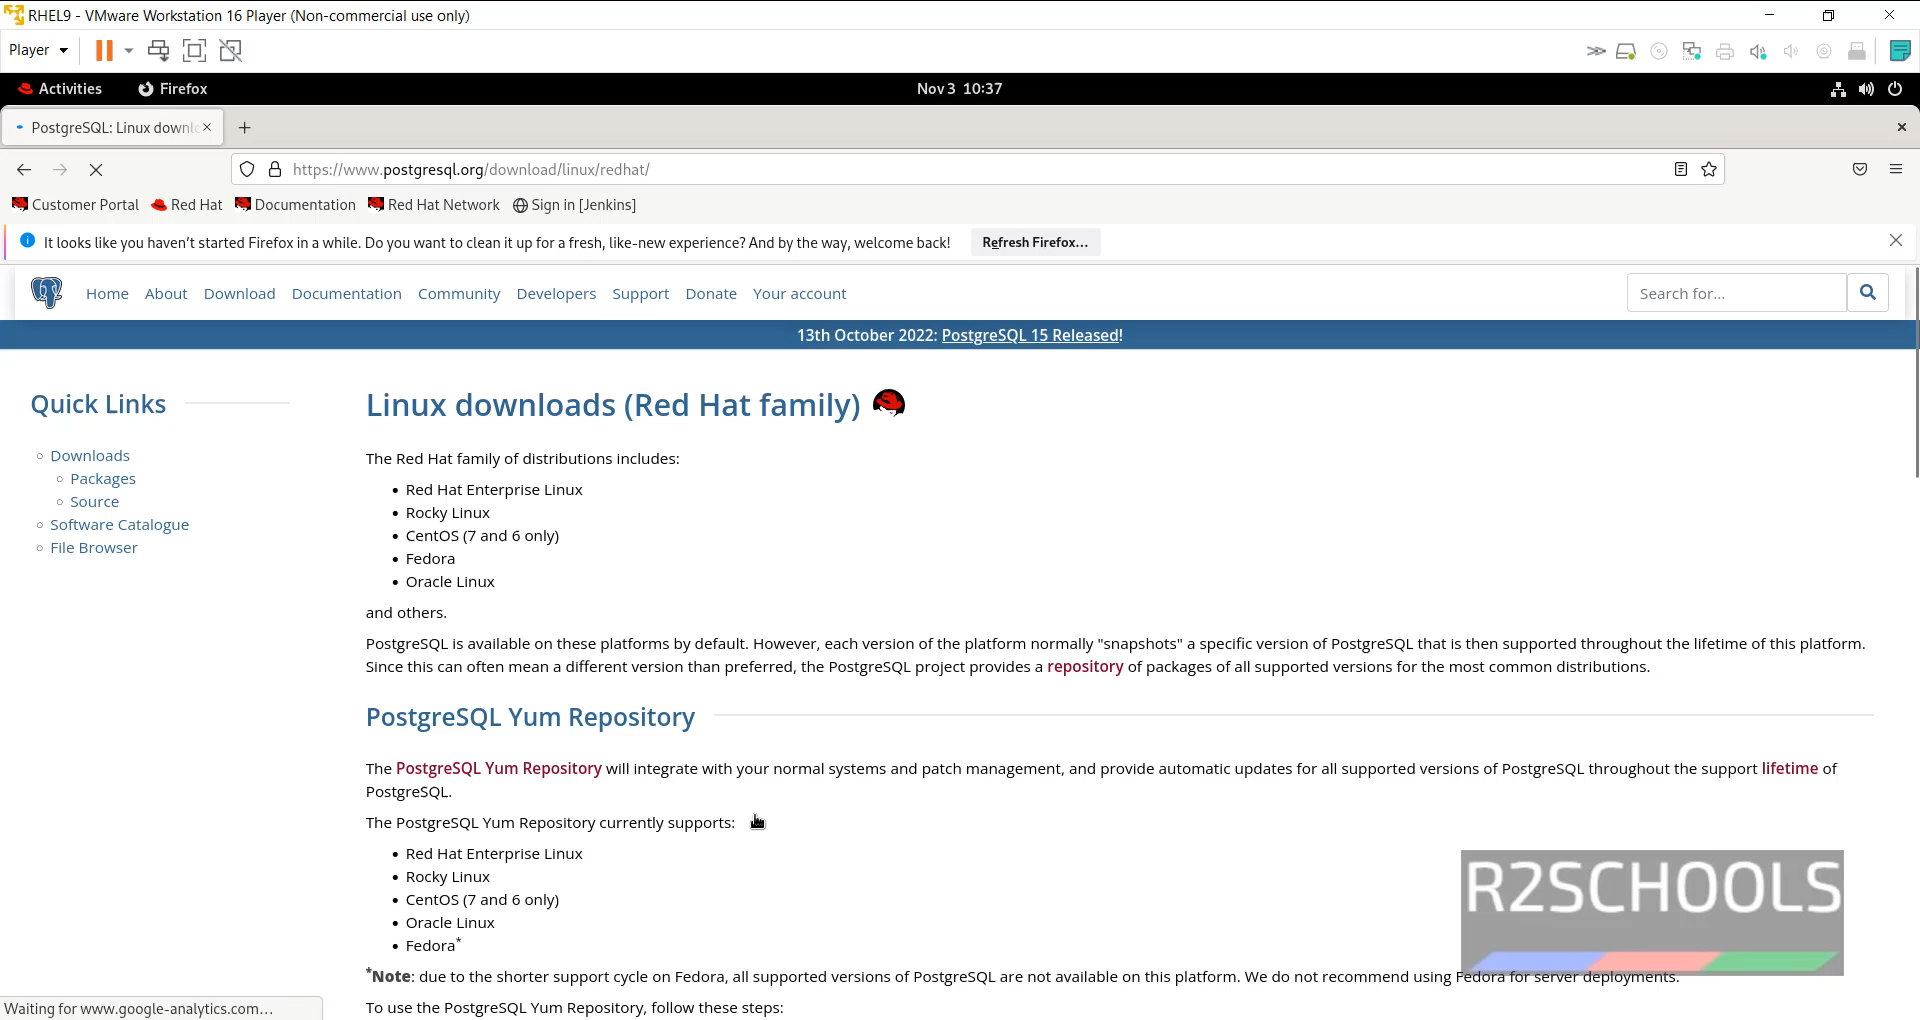 RHEL9 - VMware Workstation 16 Player (Non-commercial use only)
Player
Activities
Firefox
Nov 3 10:37
PostgreSQL: Linux downl
https://www.postgresql.org/download/linux/redhat/
Customer Portal
Red Hat
Documentation
Red Hat Network
Sign in [Jenkins]
It looks like you haven't started Firefox in a while. Do you want to clean it up for a fresh, like-new experience? And by the way, welcome back!
Refresh Firefox...
Home
About
Download
Documentation
Community
Developers
Support
Donate
Your account
Search for...
13th October 2022: PostgreSQL 15 Released!
Quick Links
Downloads
Packages
Source
Software Catalogue
File Browser
Linux downloads (Red Hat family)
The Red Hat family of distributions includes:
Red Hat Enterprise Linux
Rocky Linux
CentOS (7 and 6 only)
Fedora
Oracle Linux
and others.
PostgreSQL is available on these platforms by default. However, each version of the platform normally "snapshots" a specific version of PostgreSQL that is then supported throughout the lifetime of this platform.
Since this can often mean a different version than preferred, the PostgreSQL project provides a repository of packages of all supported versions for the most common distributions.
PostgreSQL Yum Repository
The PostgreSQL Yum Repository will integrate with your normal systems and patch management, and provide automatic updates for all supported versions of PostgreSQL throughout the support lifetime of
PostgreSQL.
The PostgreSQL Yum Repository currently supports:
Red Hat Enterprise Linux
Rocky Linux
CentOS (7 and 6 only)
Oracle Linux
Fedora*
*Note: due to the shorter support cycle on Fedora, all supported versions of PostgreSQL are not available on this platform. We do not recommend using Fedora for server deployments.
To use the PostgreSQL Yum Repository, follow these steps:
R2SCHOOLS
Waiting for www.google-analytics.com...